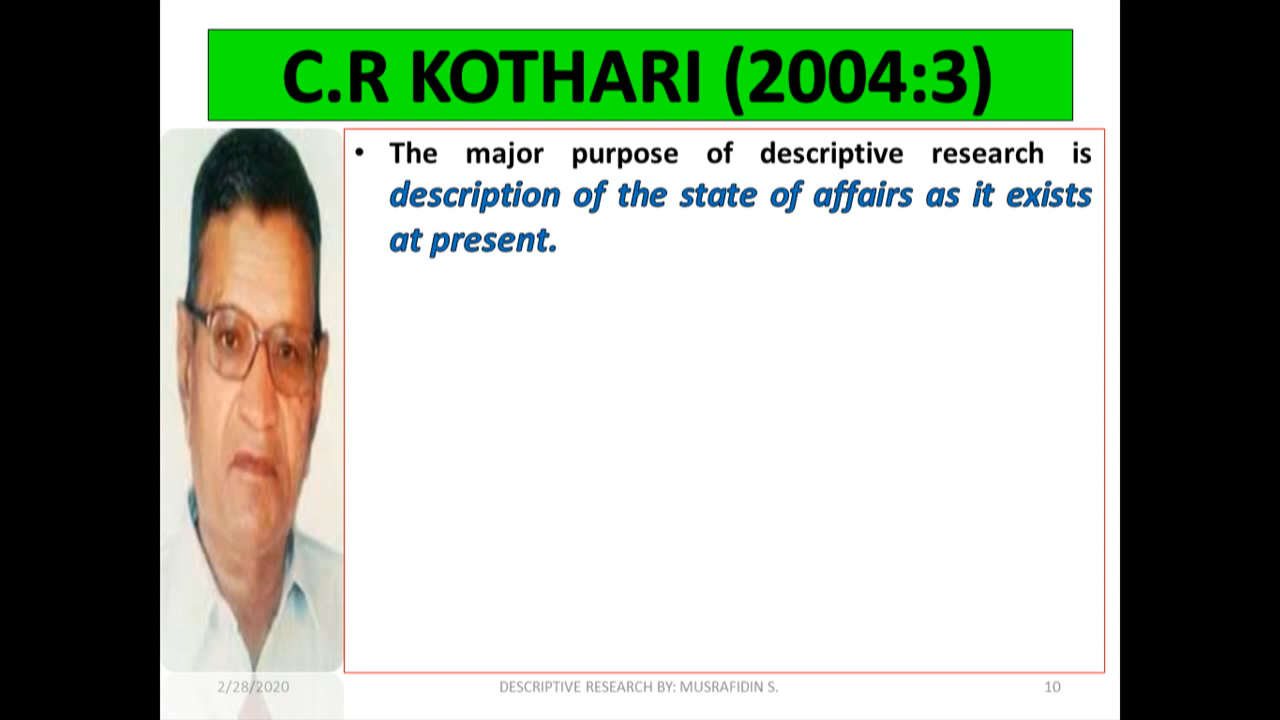 C.R KOTHARI (2004:3)
• The major purpose of descriptive research is
description of the state of affairs as it exists
at present.
2/28/2020
DESCRIPTIVE RESEARCH BY: MUSRAFIDIN S.
10